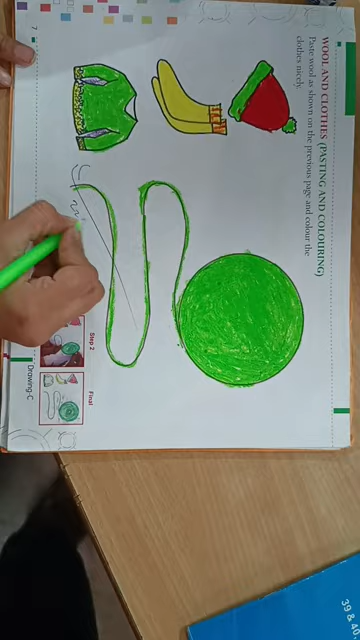 WOOL AND CLOTHES (PASTING AND COLOURING)
Paste wool as shown on the previous page and colour the
clothes nicely.
Step 2
Final
7
Drawing-C
39 & 40